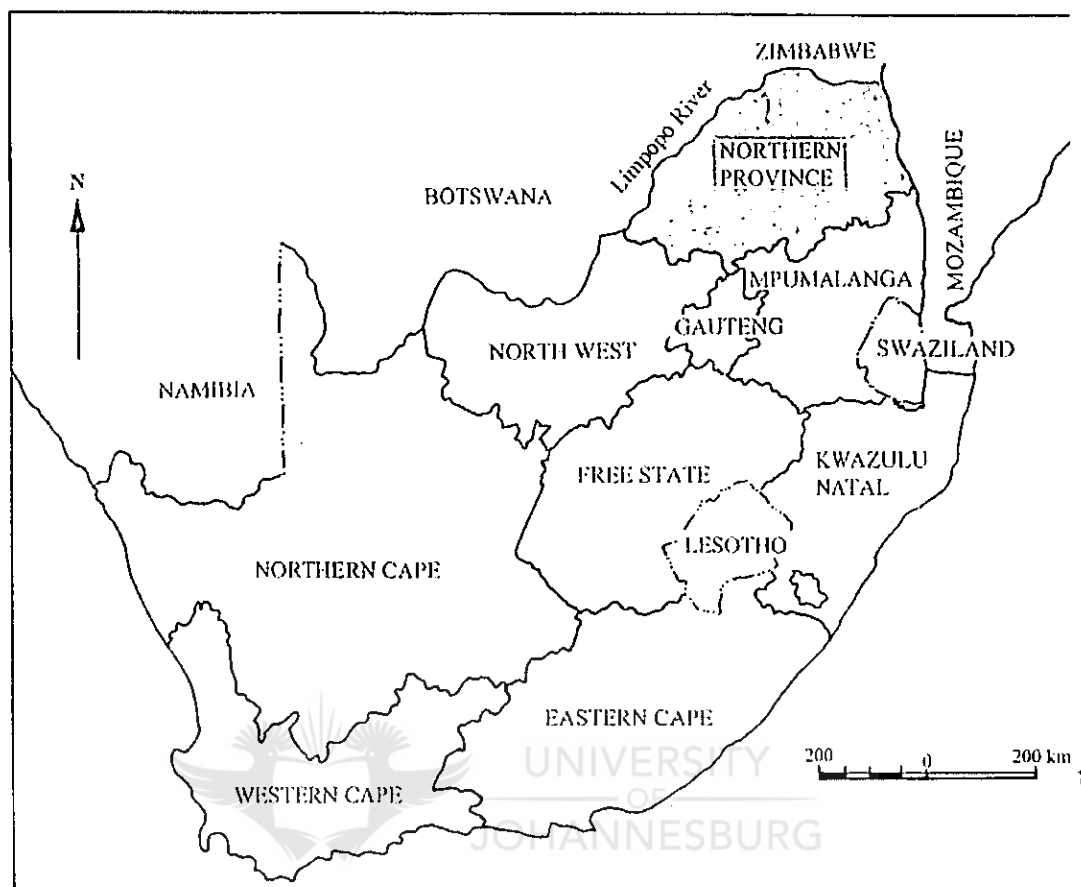 ZIMBABWE
Limpopo River
NORTHERN
PROVINCE
MOZAMBIQUE
N
BOTSWANA
MPUMALANGA
GAUTENG
NORTH WEST
SWAZILAND
NAMIBIA
KWAZULU
NATAL
FREE STATE
LESOTHO
NORTHERN CAPE
EASTERN CAPE
200 0 200 km
WESTERN CAPE
UNIVERSITY
OF
JOHANNESBURG